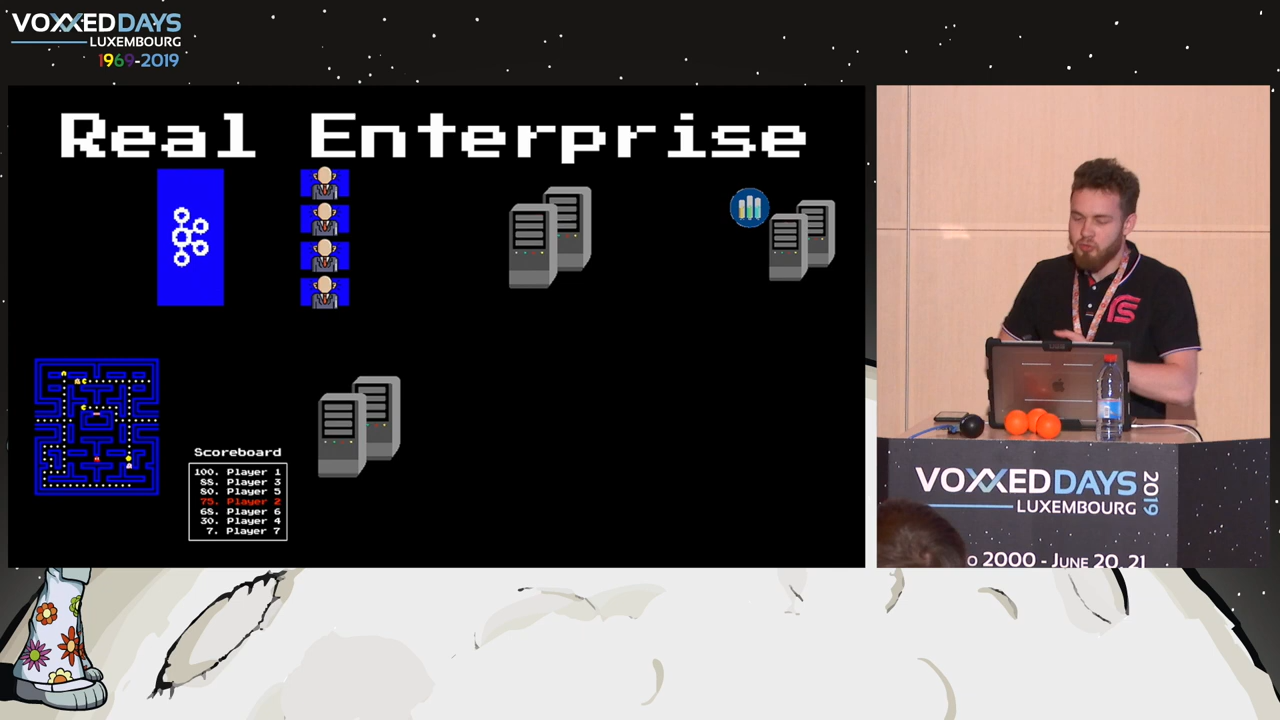 VOXXEDDAYS
LUXEMBOURG
1969-2019
Real Enterprise
Scoreboard
100. Player 1
88. Player 3
80. Player 5
75. Player 2
68. Player 6
30. Player 4
7. Player 7
VOXXEDDAYS
LUXEMBOURG
2019
O 2000 - JUNE 20, 21